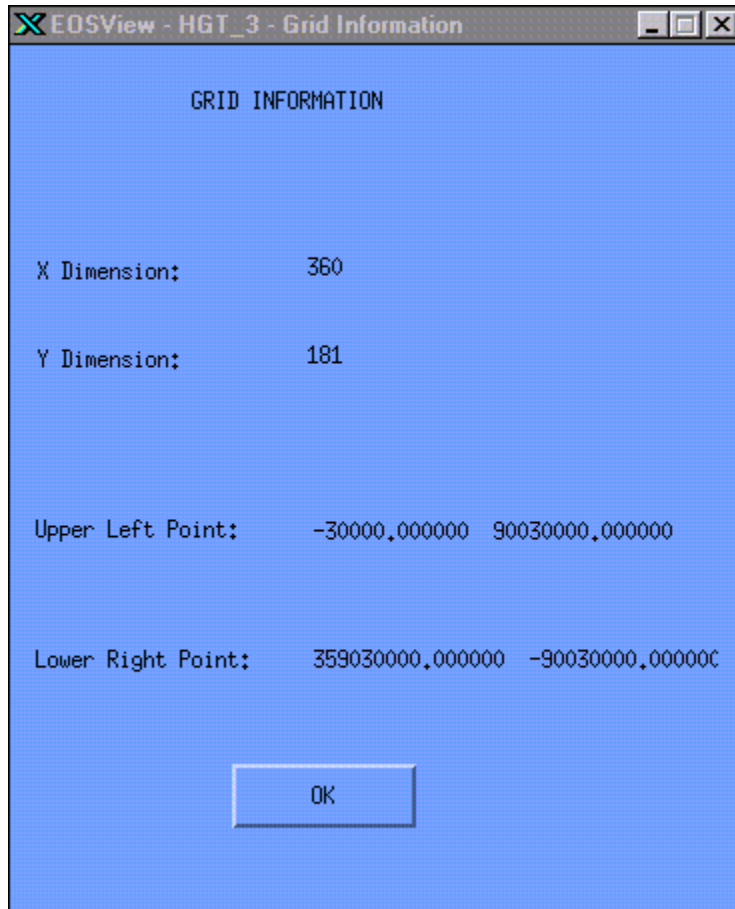 EOSView - HGT_3 - Grid Information
GRID INFORMATION
X Dimension: 360
Y Dimension: 181
Upper Left Point: -30000.000000 90030000.000000
Lower Right Point: 359030000.000000 -90030000.000000
OK